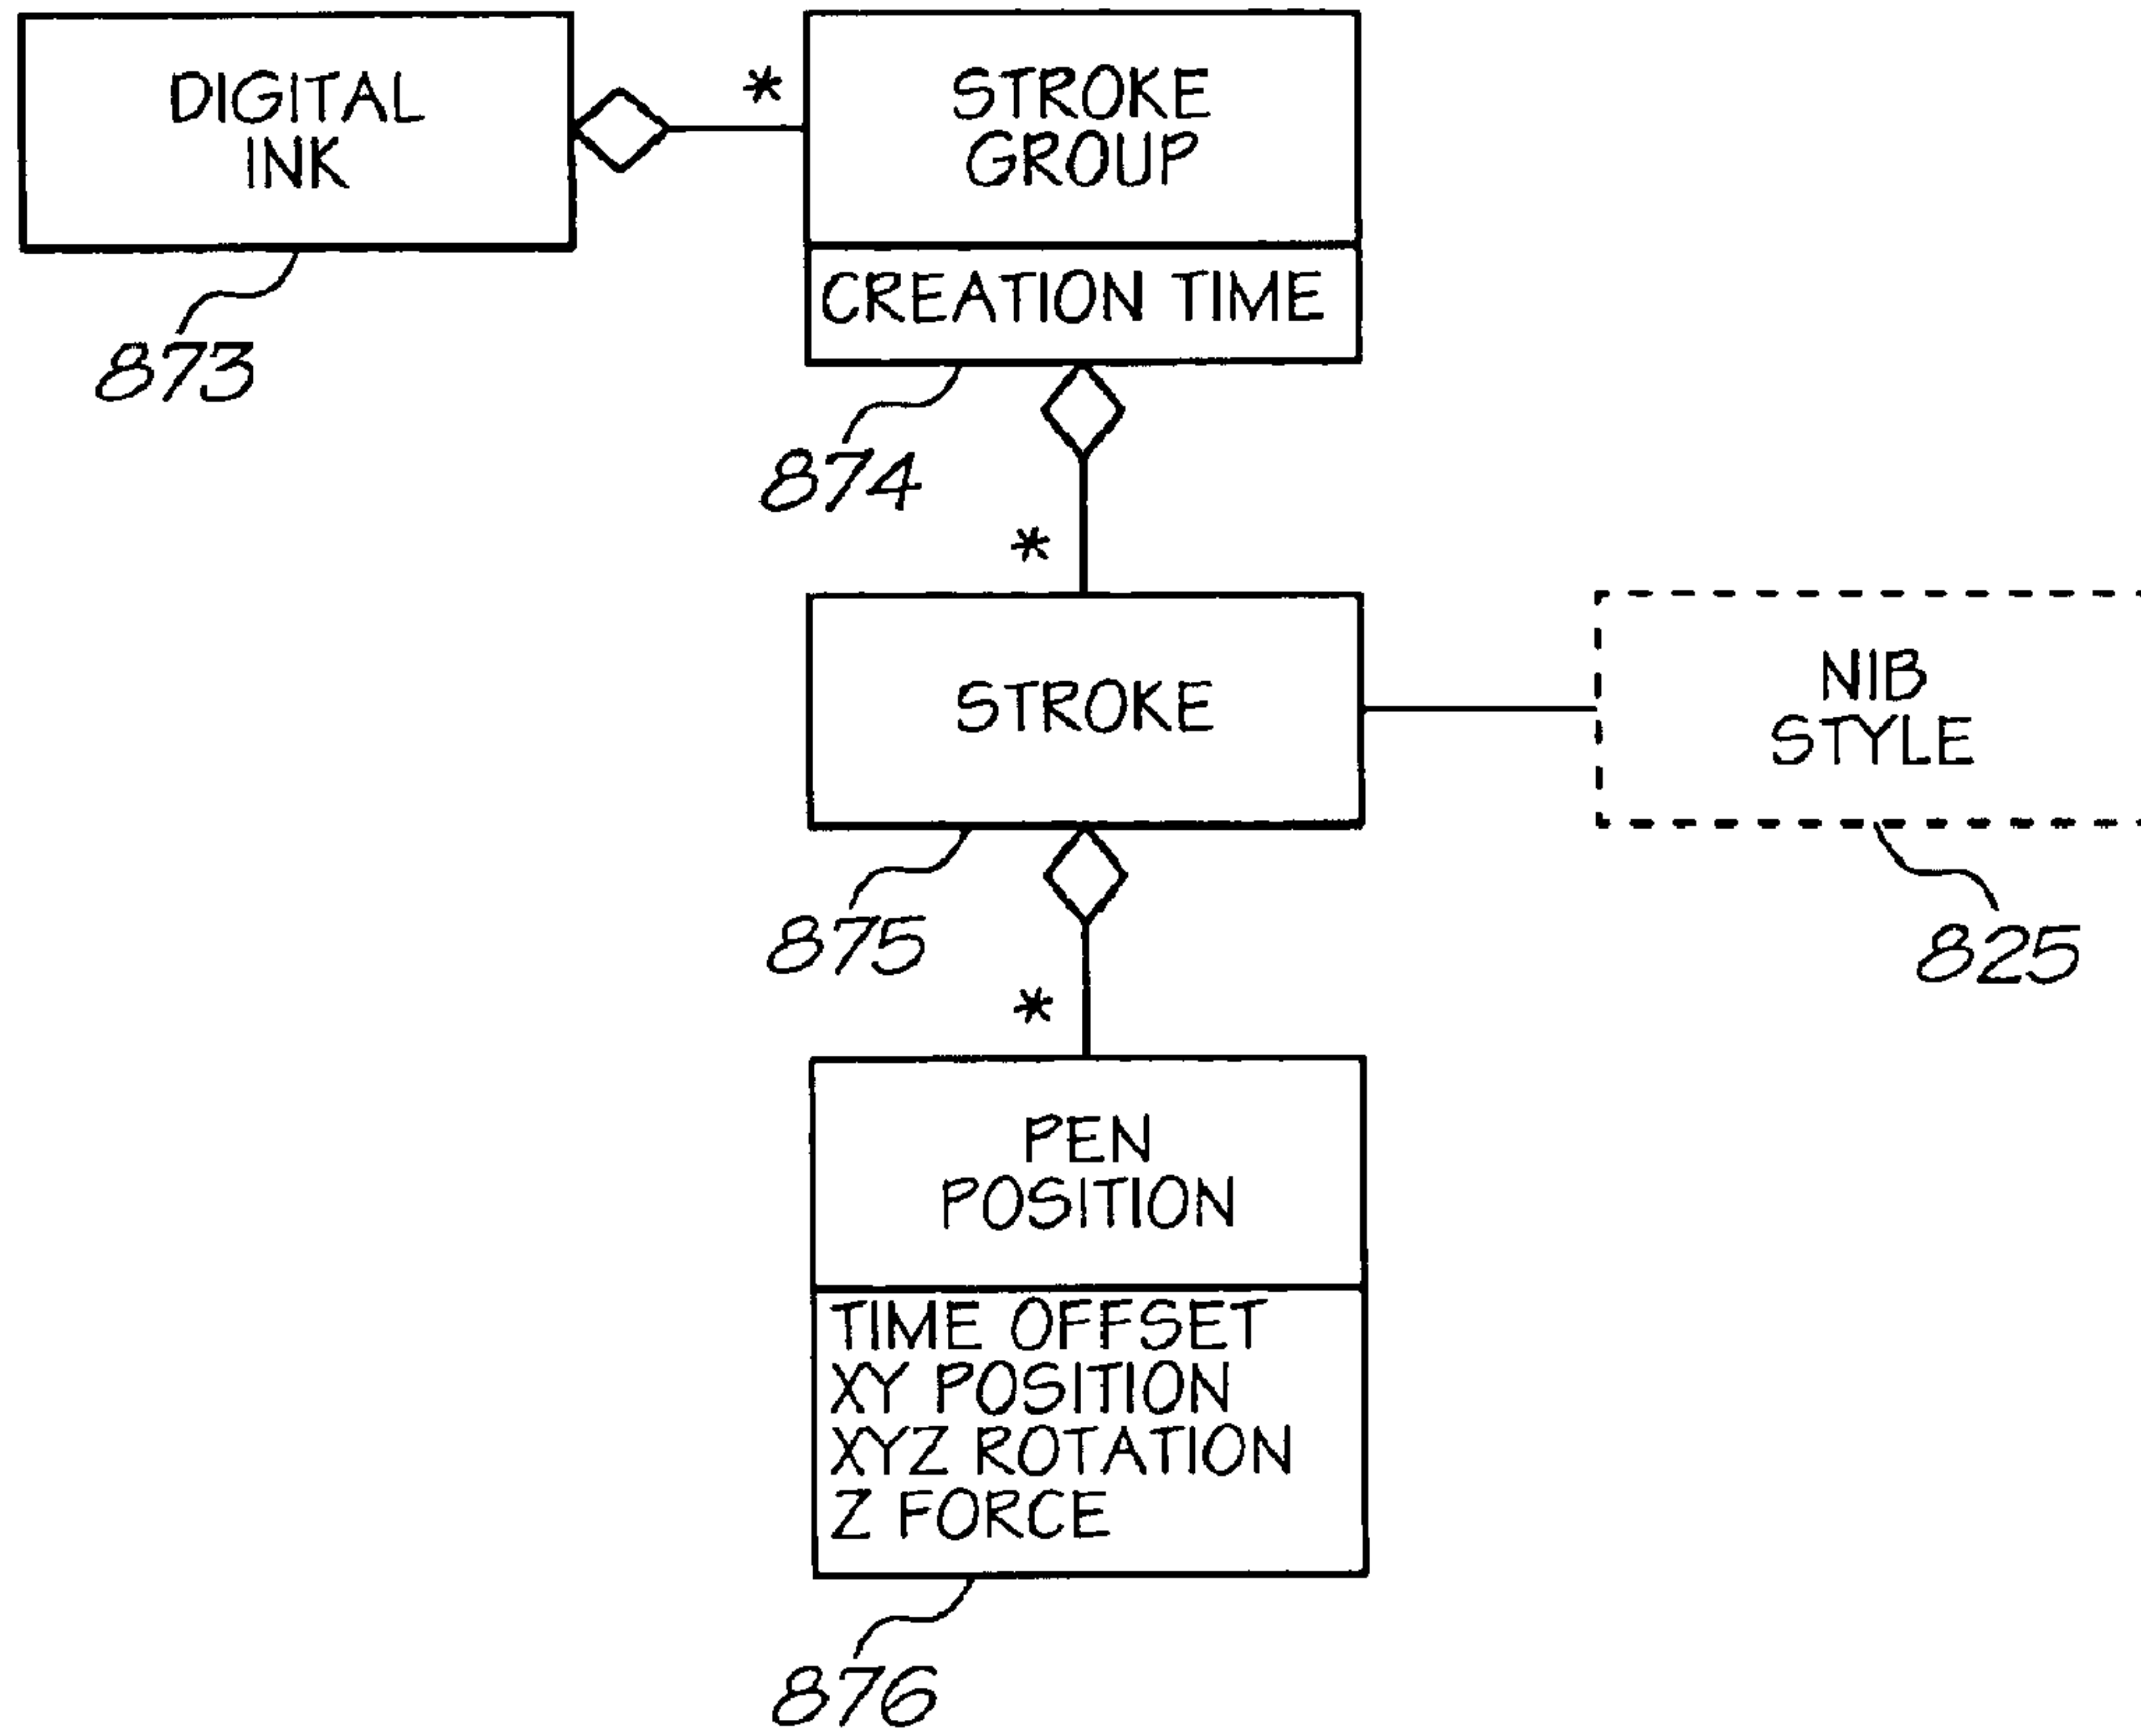 DIGITAL
INK
*
STROKE
GROUP
CREATION TIME
873
874
*
STROKE
NIB
STYLE
875
825
*
PEN
POSITION
TIME OFFSET
XY POSITION
XYZ ROTATION
Z FORCE
876